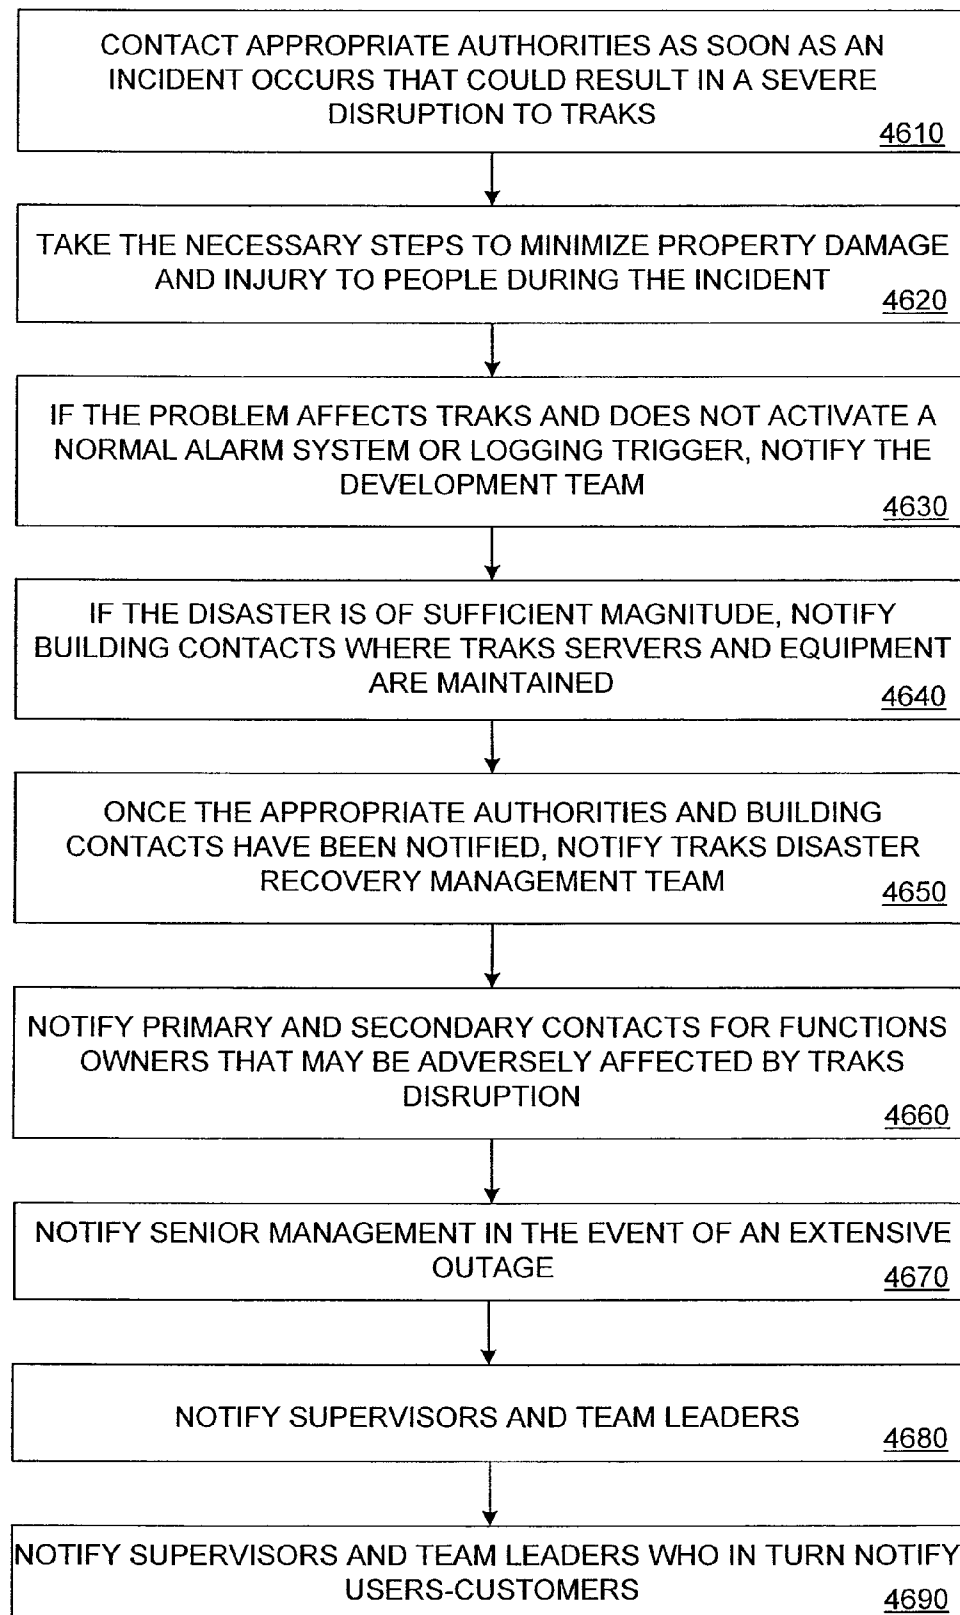 CONTACT APPROPRIATE AUTHORITIES AS SOON AS AN
INCIDENT OCCURS THAT COULD RESULT IN A SEVERE
DISRUPTION TO TRAKS
4610
TAKE THE NECESSARY STEPS TO MINIMIZE PROPERTY DAMAGE
AND INJURY TO PEOPLE DURING THE INCIDENT
4620
IF THE PROBLEM AFFECTS TRAKS AND DOES NOT ACTIVATE A
NORMAL ALARM SYSTEM OR LOGGING TRIGGER, NOTIFY THE
DEVELOPMENT TEAM
4630
IF THE DISASTER IS OF SUFFICIENT MAGNITUDE, NOTIFY
BUILDING CONTACTS WHERE TRAKS SERVERS AND EQUIPMENT
ARE MAINTAINED
4640
ONCE THE APPROPRIATE AUTHORITIES AND BUILDING
CONTACTS HAVE BEEN NOTIFIED, NOTIFY TRAKS DISASTER
RECOVERY MANAGEMENT TEAM
4650
NOTIFY PRIMARY AND SECONDARY CONTACTS FOR FUNCTIONS
OWNERS THAT MAY BE ADVERSELY AFFECTED BY TRAKS
DISRUPTION
4660
NOTIFY SENIOR MANAGEMENT IN THE EVENT OF AN EXTENSIVE
OUTAGE
4670
NOTIFY SUPERVISORS AND TEAM LEADERS
4680
NOTIFY SUPERVISORS AND TEAM LEADERS WHO IN TURN NOTIFY
USERS-CUSTOMERS
4690